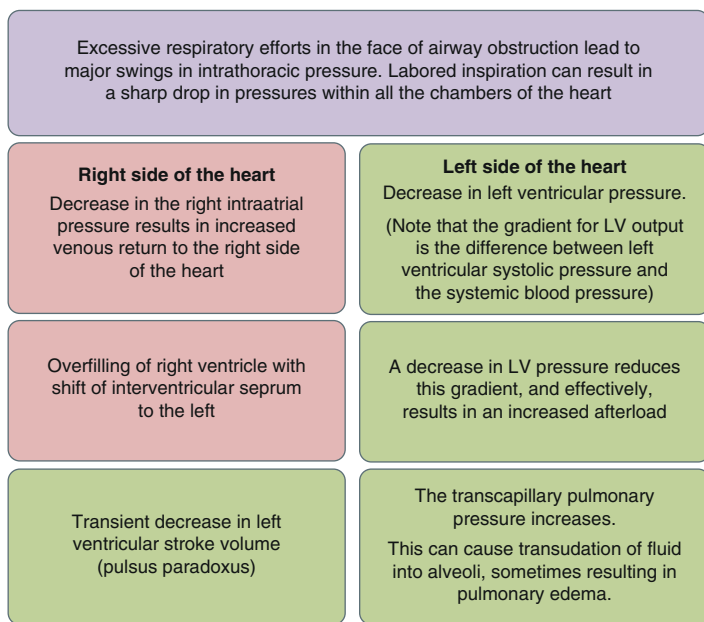 Excessive respiratory efforts in the face of airway obstruction lead to
major swings in intrathoracic pressure. Labored inspiration can result in
a sharp drop in pressures within all the chambers of the heart
Right side of the heart
Decrease in the right intraatrial
pressure results in increased
venous return to the right side
of the heart
Left side of the heart
Decrease in left ventricular pressure.
(Note that the gradient for LV output
is the difference between left
ventricular systolic pressure and
the systemic blood pressure)
Overfilling of right ventricle with
shift of interventricular seprum
to the left
A decrease in LV pressure reduces
this gradient, and effectively,
results in an increased afterload
Transient decrease in left
ventricular stroke volume
(pulsus paradoxus)
The transcapillary pulmonary
pressure increases.
This can cause transudation of fluid
into alveoli, sometimes resulting in
pulmonary edema.